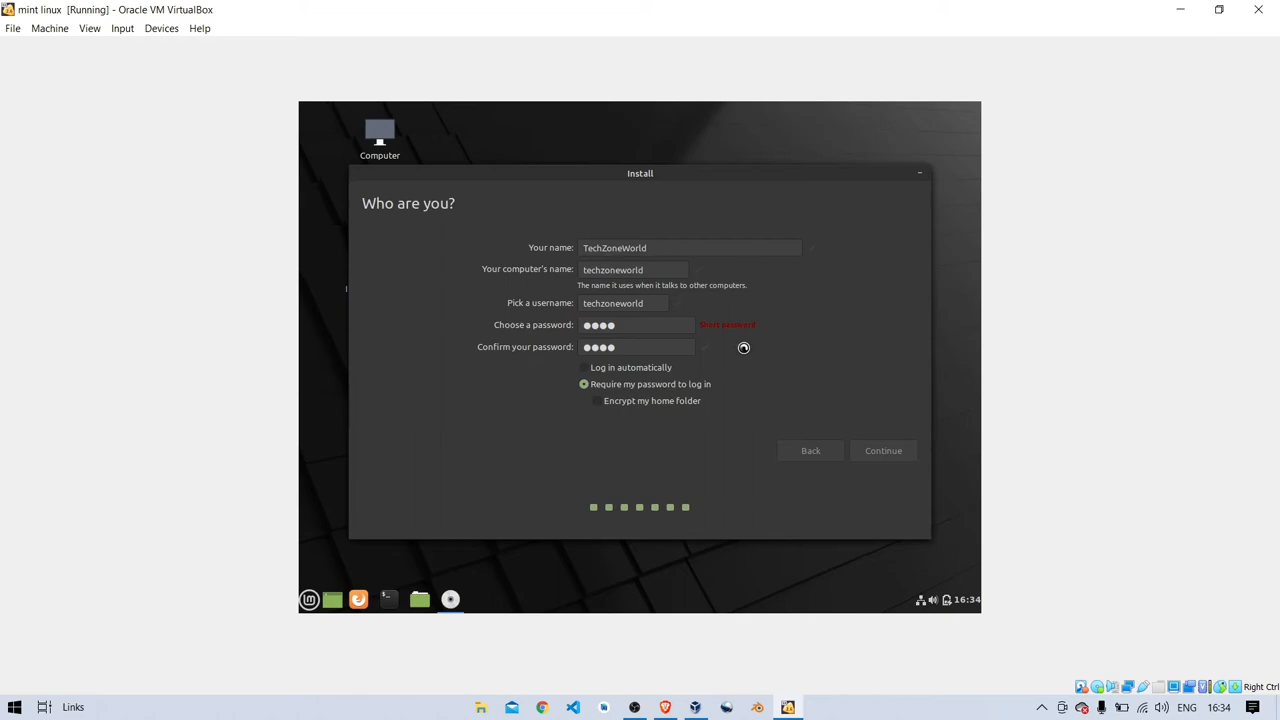 mint linux [Running] - Oracle VM VirtualBox
File Machine View Input Devices Help
Computer
Install
Who are you?
Your name: TechZoneWorld
Your computer's name: techzoneworld
The name it uses when it talks to other computers.
Pick a username: techzoneworld
Choose a password: ●●●● Short password
Confirm your password: ●●●●
Log in automatically
Require my password to log in
Encrypt my home folder
Back Continue
16:34
Right Ctrl
Links
ENG 16:34